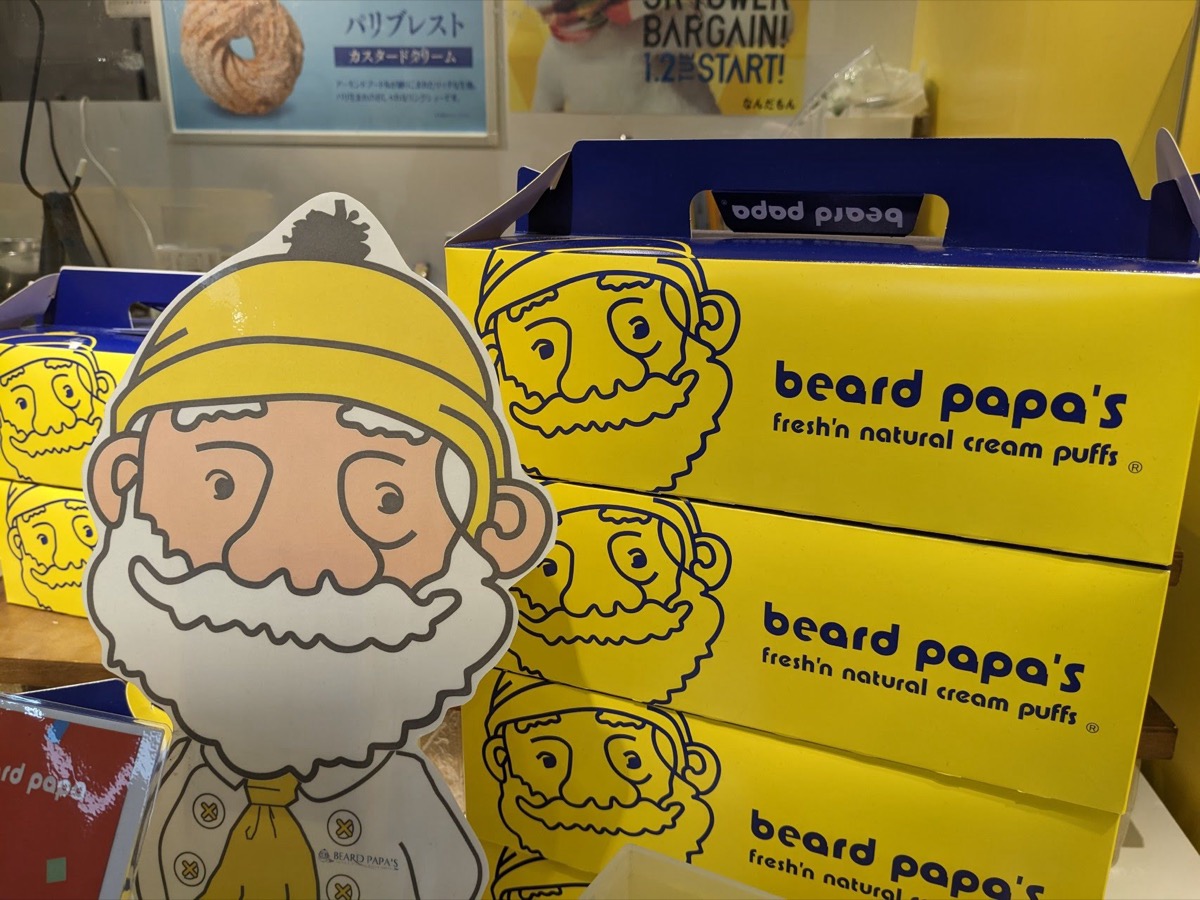 パリブレスト
カスタードクリーム
BARGAIN!
1.2 START!
なんだもん
beard papa
beard papa's
fresh'n natural cream puffs ®
beard papa's
fresh'n natural cream puffs ®
beard papa's
fresh'n natural
rd papa
BEARD PAPA'S